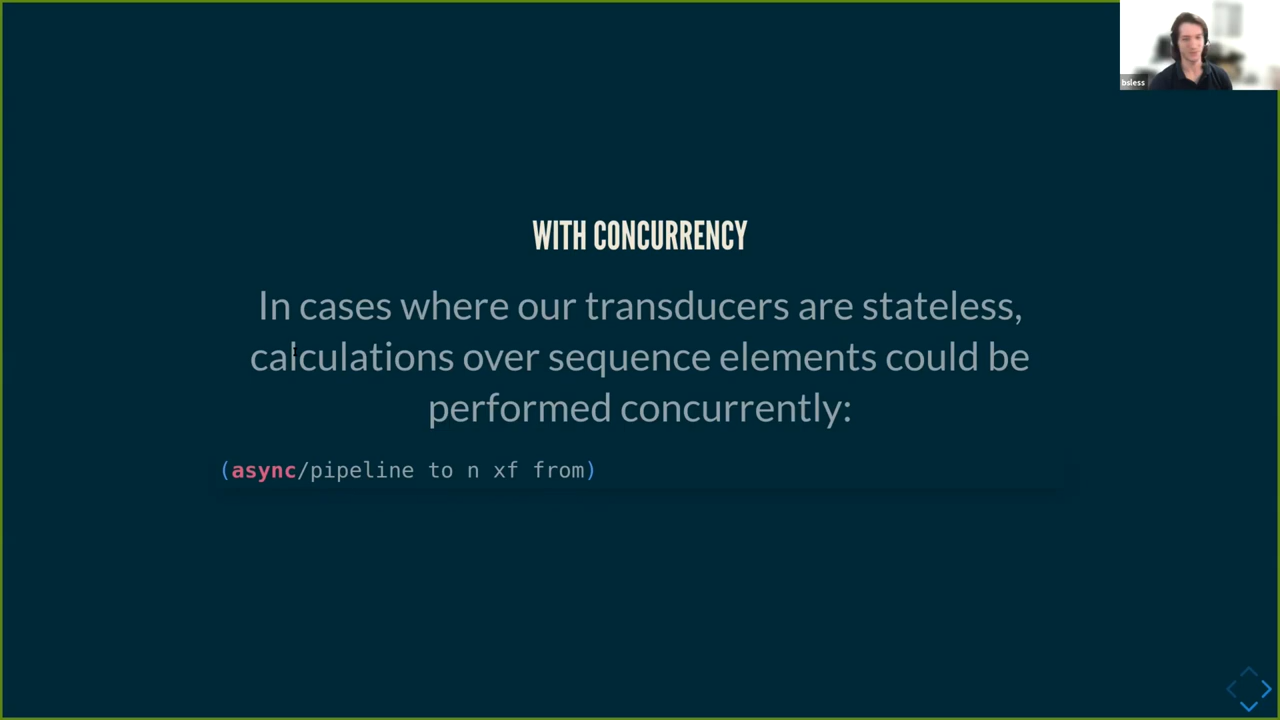 bsless
WITH CONCURRENCY
In cases where our transducers are stateless,
calculations over sequence elements could be
performed concurrently:
(async/pipeline to n xf from)